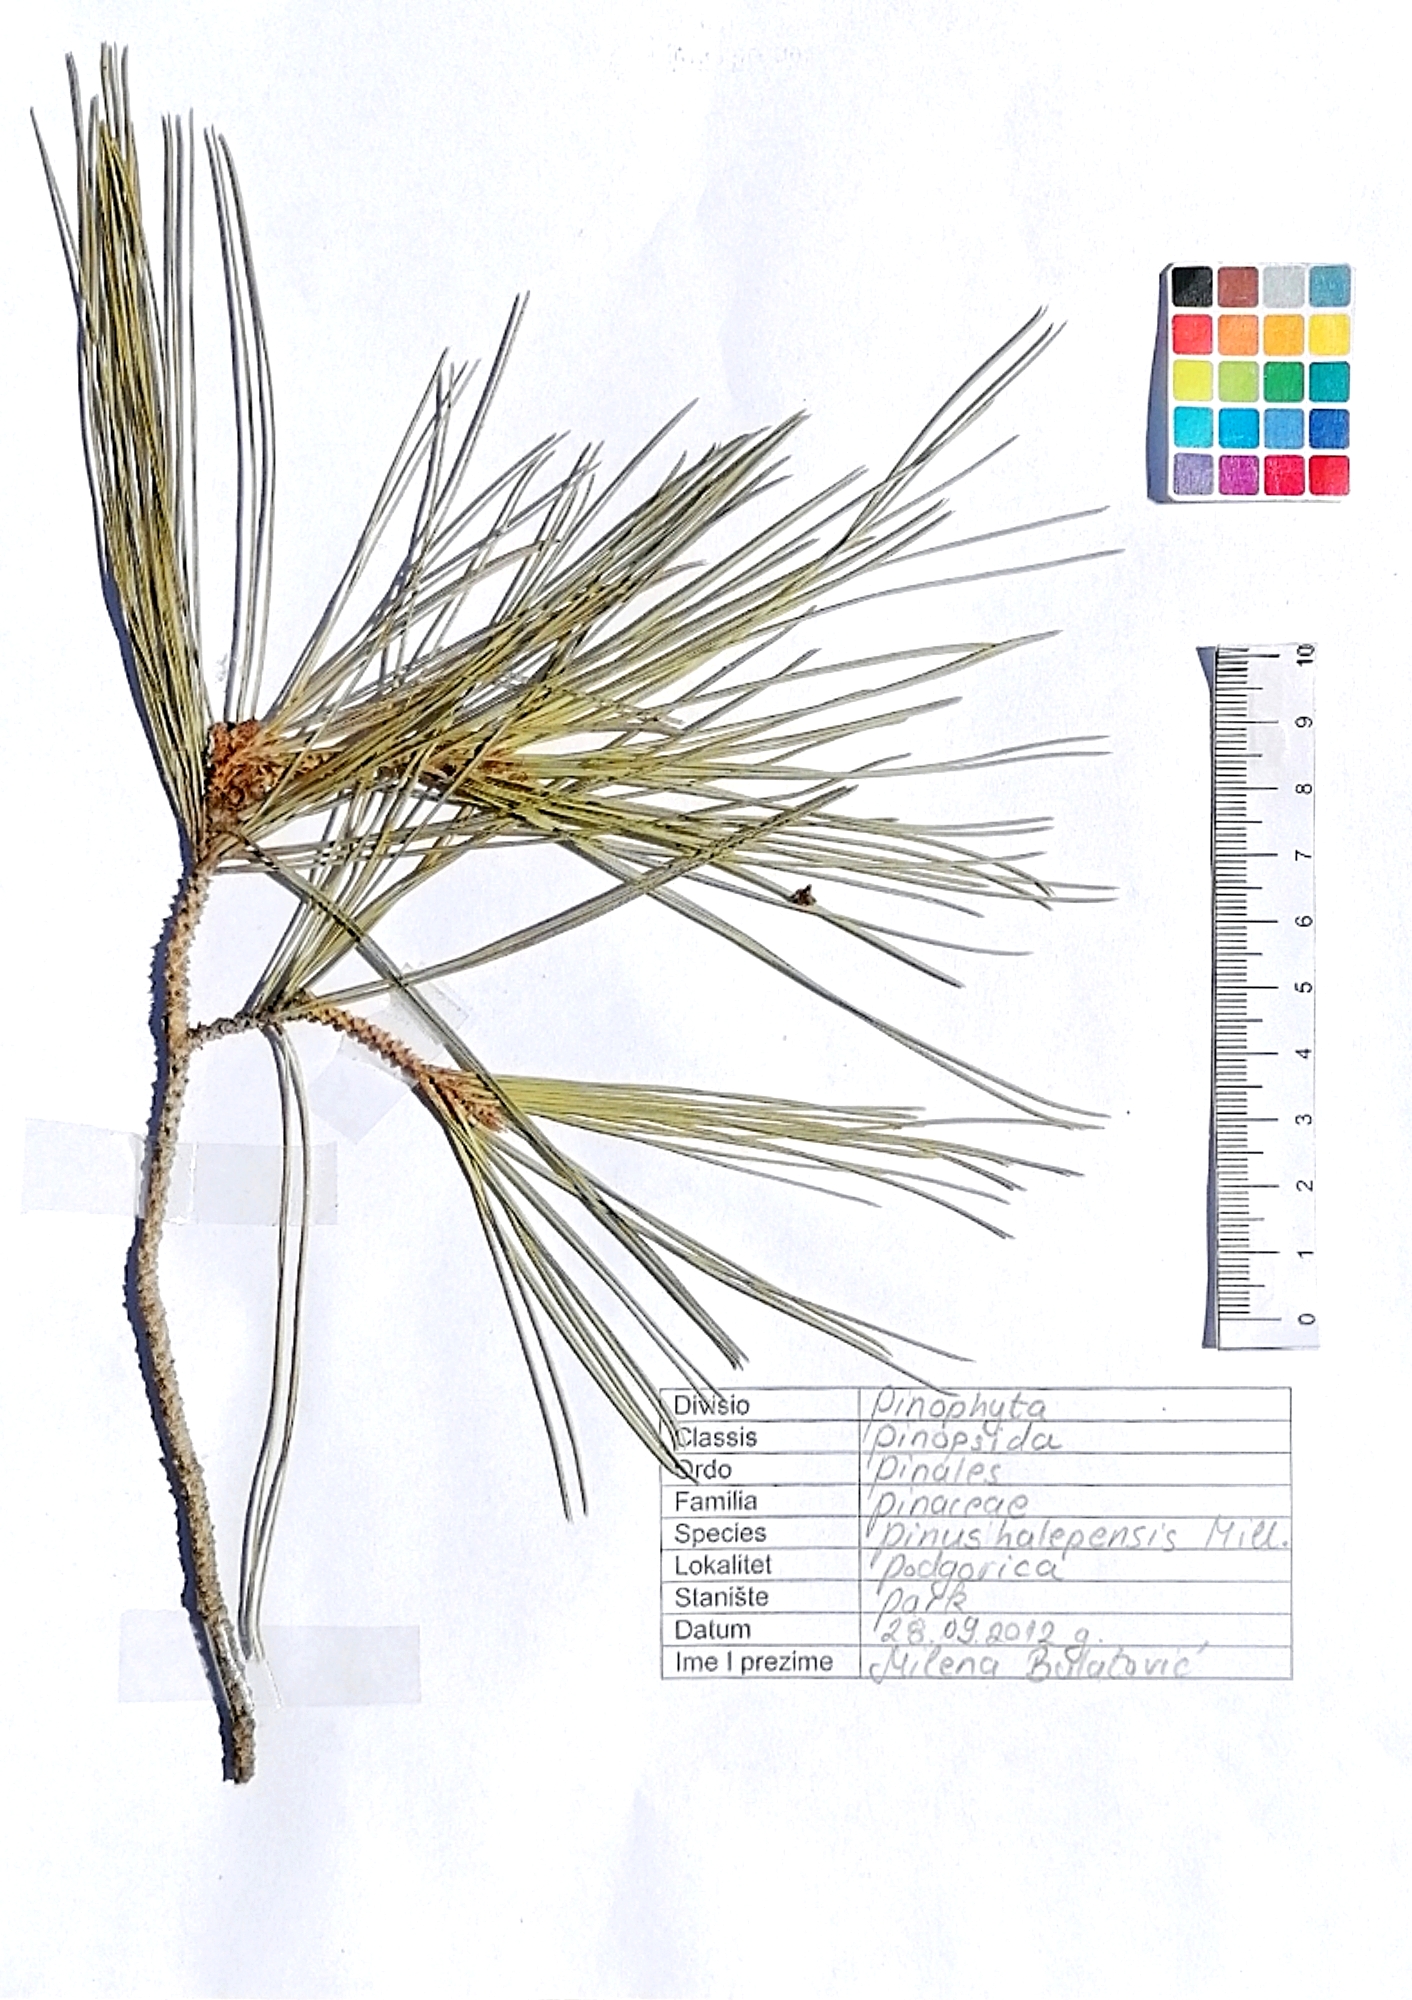 10
9
8
7
6
5
4
3
2
1
0
Divisio Pinophyta
Classis Pinopsida
Ordo Pinales
Familia Pinaceae
Species Pinus halepensis Mill.
Lokalitet Podgorica
Stanište park
Datum 28.09.2012 g.
Ime I prezime Milena Bulatović